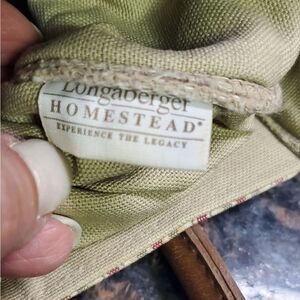 Longaberger
HOMESTEAD®
EXPERIENCE THE LEGACY